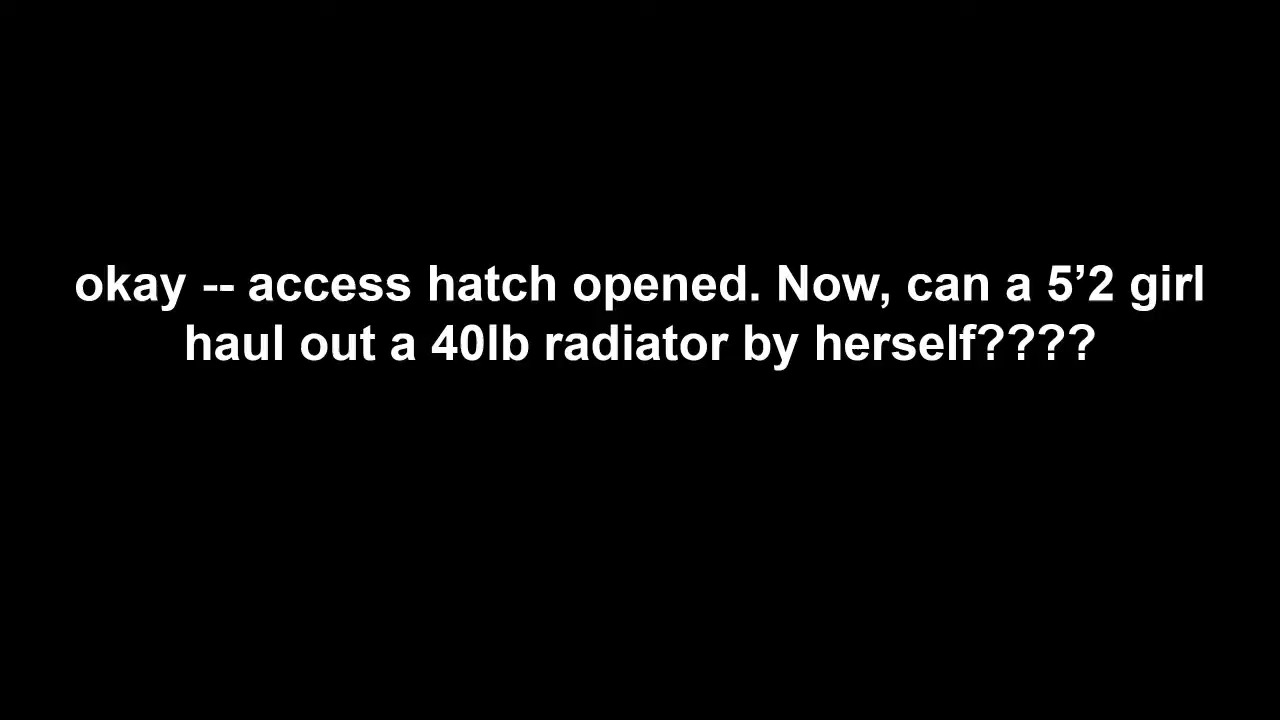 okay -- access hatch opened. Now, can a 5’2 girl
haul out a 40lb radiator by herself????